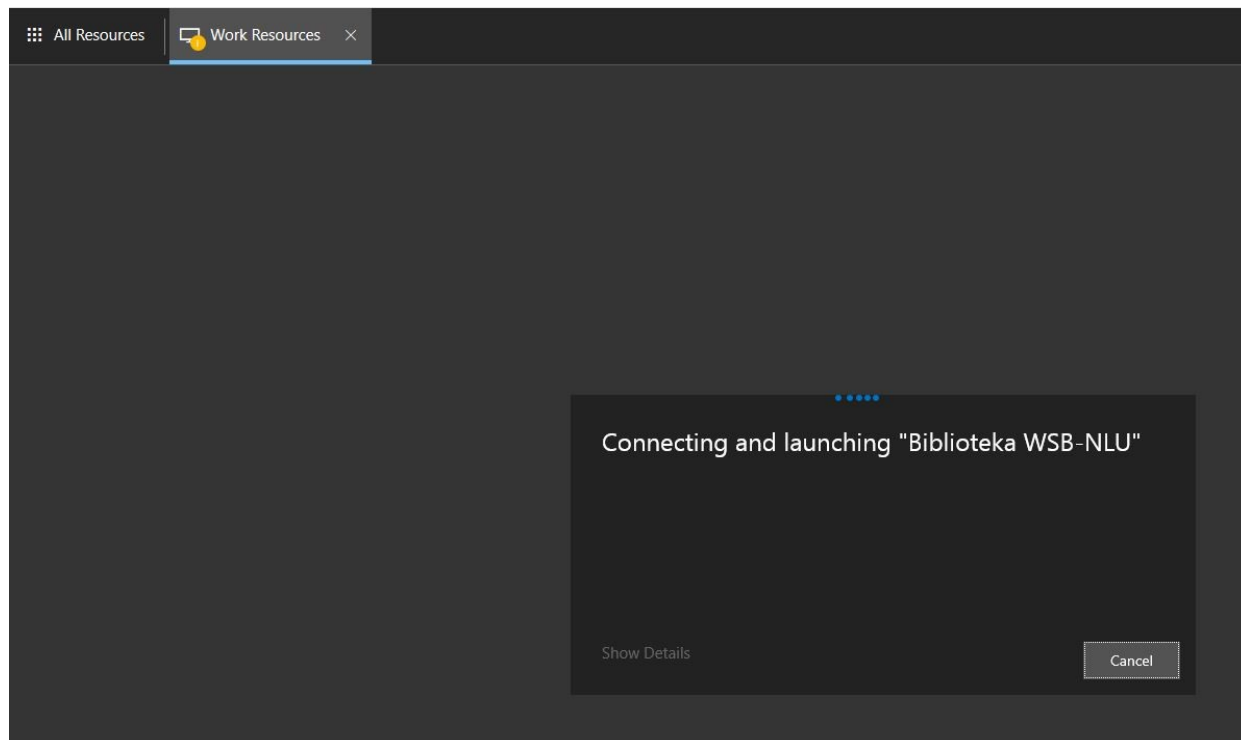 All Resources
Work Resources
Connecting and launching "Biblioteka WSB-NLU"
Show Details
Cancel